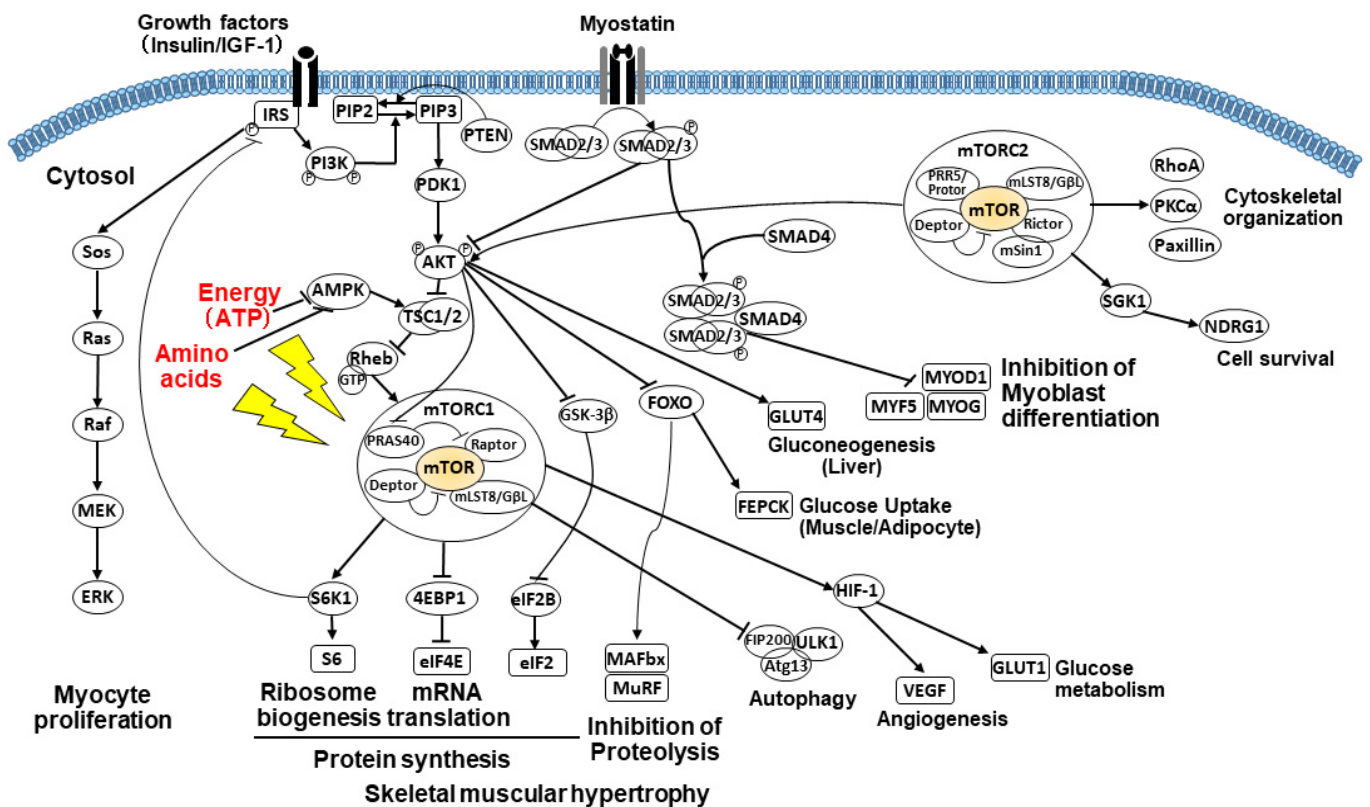 Growth factors
(Insulin/IGF-1)
Myostatin
IRS
P
PIP2
PIP3
PTEN
PI3K
P
P
SMAD2/3
SMAD2/3
P
Cytosol
PDK1
mTORC2
PRR5/
Protor
mLST8/GβL
mTOR
Deptor
Rictor
mSin1
RhoA
PKCα
Paxillin
Cytoskeletal
organization
Sos
P
P
AKT
SMAD4
Energy
(ATP)
AMPK
TSC1/2
SMAD2/3
P
SMAD4
SMAD2/3
P
SGK1
NDRG1
Cell survival
Ras
Amino
acids
Rheb
GTP
MYOD1
MYF5
MYOG
Inhibition of
Myoblast
differentiation
Raf
mTORC1
PRAS40
Raptor
mTOR
Deptor
mLST8/GβL
GSK-3β
FOXO
GLUT4
Gluconeogenesis
(Liver)
MEK
FEPCK
Glucose Uptake
(Muscle/Adipocyte)
ERK
S6K1
4EBP1
eIF2B
HIF-1
S6
eIF4E
eIF2
MAFbx
MuRF
FIP200
ULK1
Atg13
Autophagy
VEGF
Angiogenesis
GLUT1
Glucose
metabolism
Myocyte
proliferation
Ribosome
biogenesis
mRNA
translation
Inhibition of
Proteolysis
Protein synthesis
Skeletal muscular hypertrophy